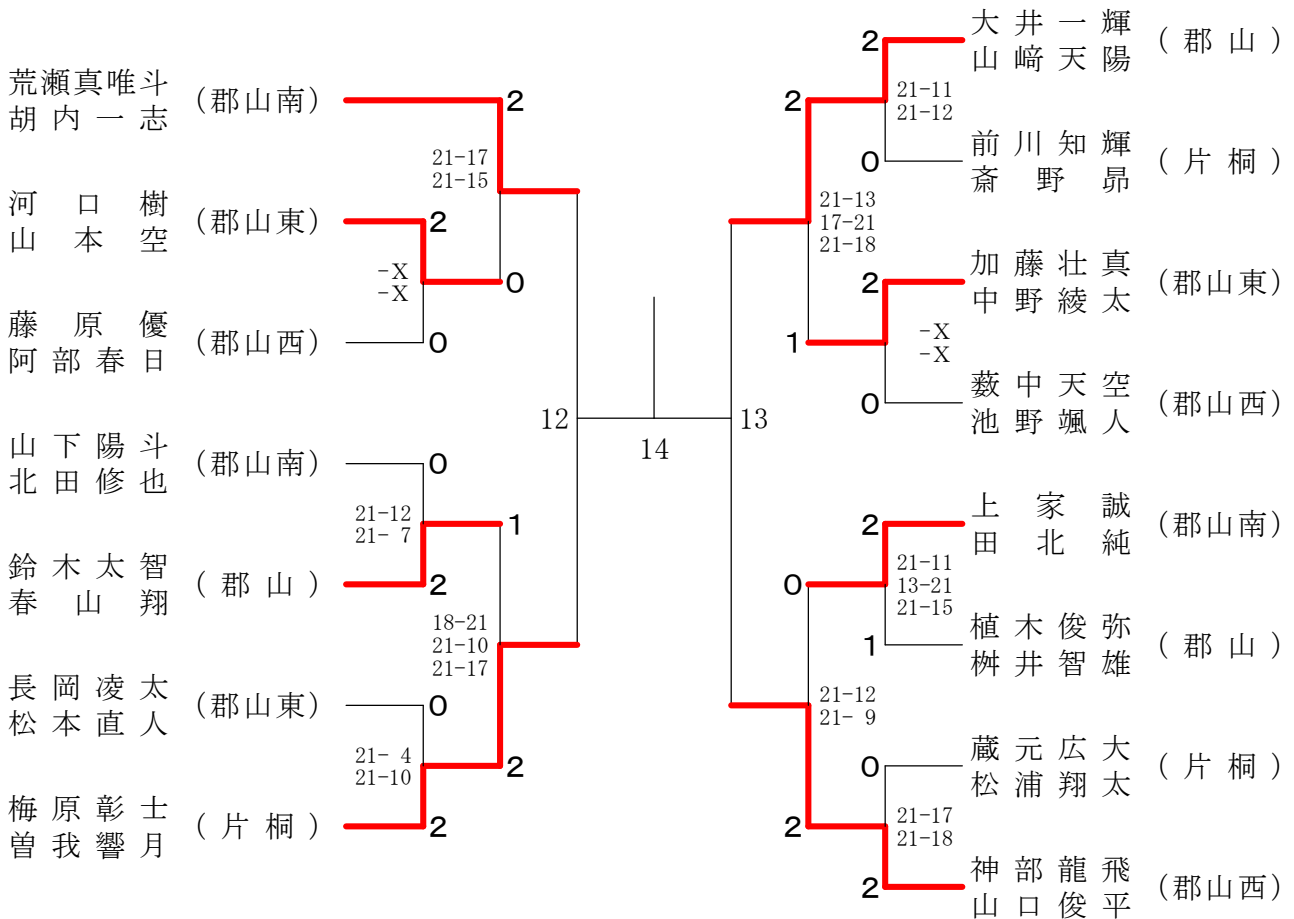 荒瀬真唯斗
胡内一志
(郡山南)
2
21-17
21-15
河口樹
山本空
(郡山東)
2
-X
-X
0
藤原優
阿部春日
(郡山西)
0
12
山下陽斗
北田修也
(郡山南)
0
21-12
21- 7
1
鈴木太智
春山翔
(郡山)
2
18-21
21-10
21-17
長岡凌太
松本直人
(郡山東)
0
21- 4
21-10
2
梅原彰士
曽我響月
(片桐)
2
14
2
大井一輝
山﨑天陽
(郡山)
2
21-11
21-12
0
前川知輝
斎野昴
(片桐)
21-13
17-21
21-18
2
加藤壮真
中野綾太
(郡山東)
1
-X
-X
0
薮中天空
池野颯人
(郡山西)
13
2
上家誠
田北純
(郡山南)
0
21-11
13-21
21-15
1
植木俊弥
桝井智雄
(郡山)
21-12
21- 9
0
蔵元広大
松浦翔太
(片桐)
2
21-17
21-18
2
神部龍飛
山口俊平
(郡山西)